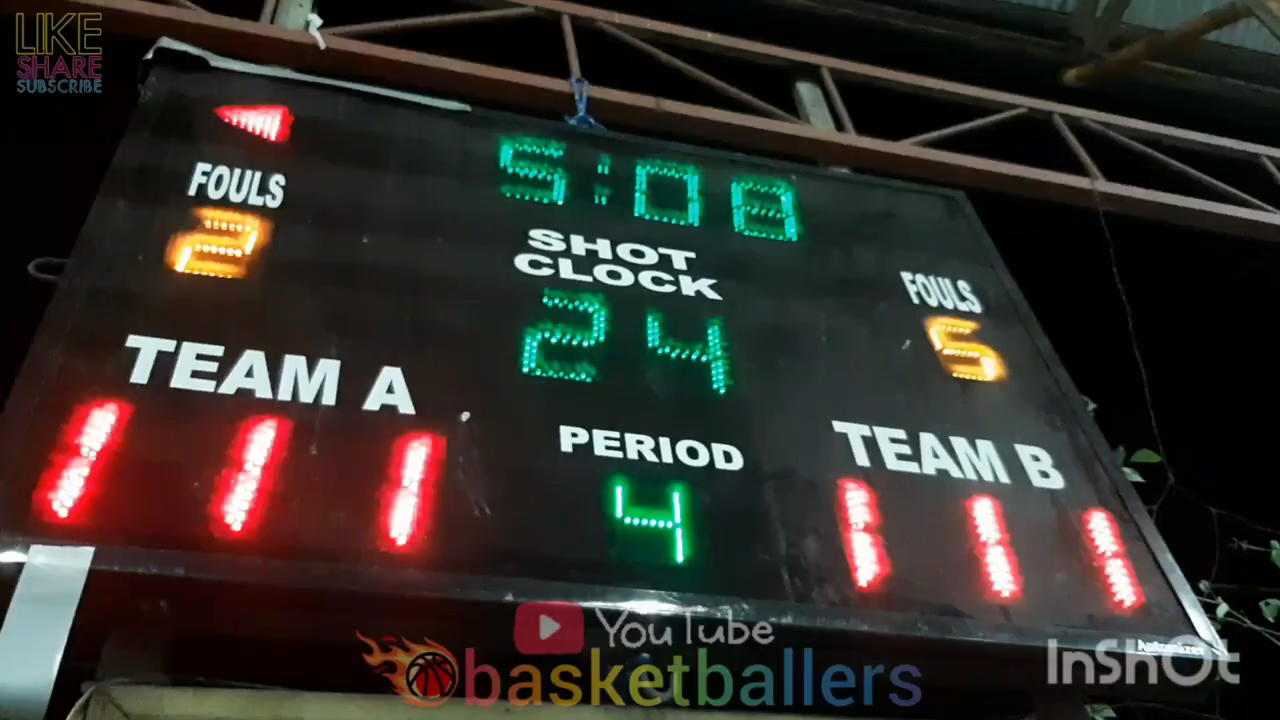 LIKE
SHARE
SUBSCRIBE
5:08
FOULS
2
SHOT
CLOCK
24
FOULS
5
TEAM A
111
PERIOD
4
TEAM B
111
YouTube
basketballers
InShOt